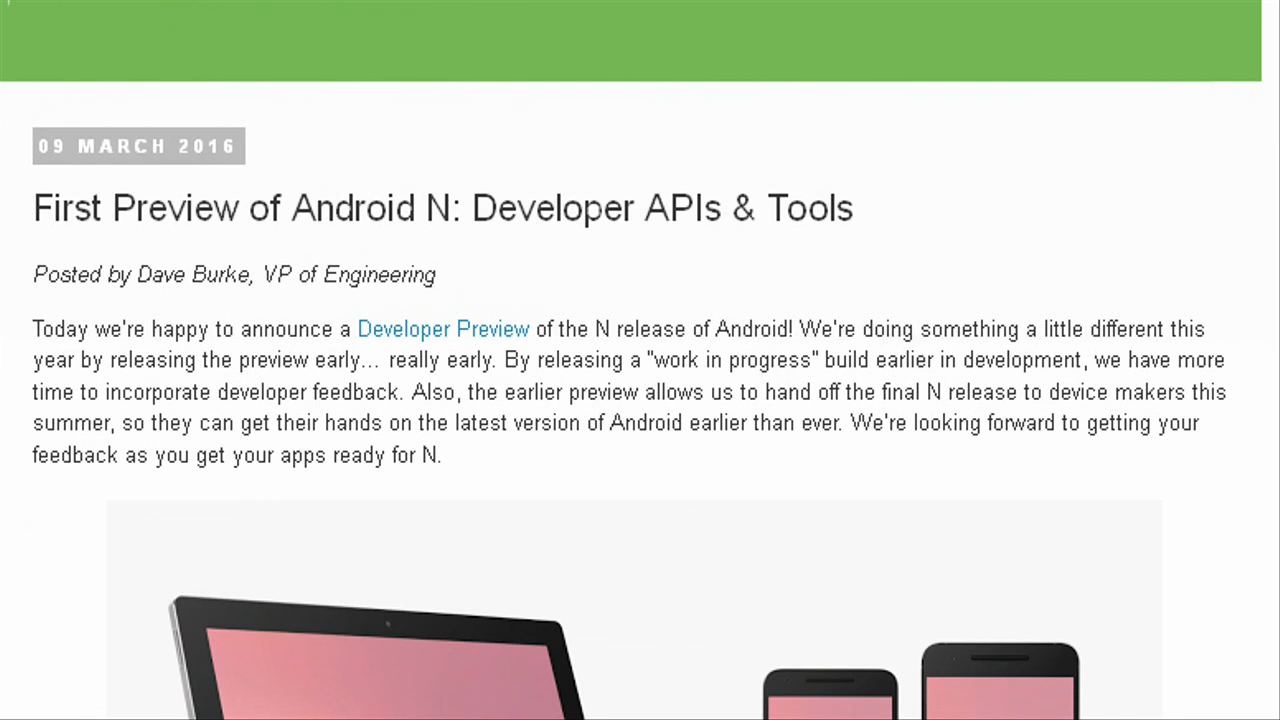 09 MARCH 2016
First Preview of Android N: Developer APIs & Tools
Posted by Dave Burke, VP of Engineering
Today we're happy to announce a Developer Preview of the N release of Android! We're doing something a little different this
year by releasing the preview early... really early. By releasing a "work in progress" build earlier in development, we have more
time to incorporate developer feedback. Also, the earlier preview allows us to hand off the final N release to device makers this
summer, so they can get their hands on the latest version of Android earlier than ever. We're looking forward to getting your
feedback as you get your apps ready for N.